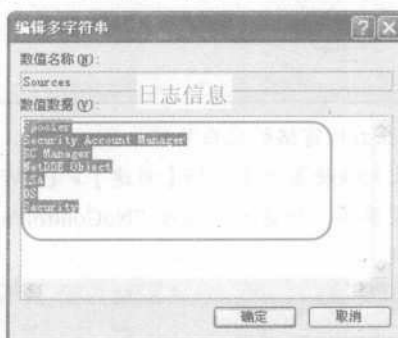 编辑多字符串
数值名称(N):
Sources
日志信息
数值数据(V):
Spooler
Security Account Manager
SC Manager
NetDDE Object
LSA
DS
Security
确定
取消